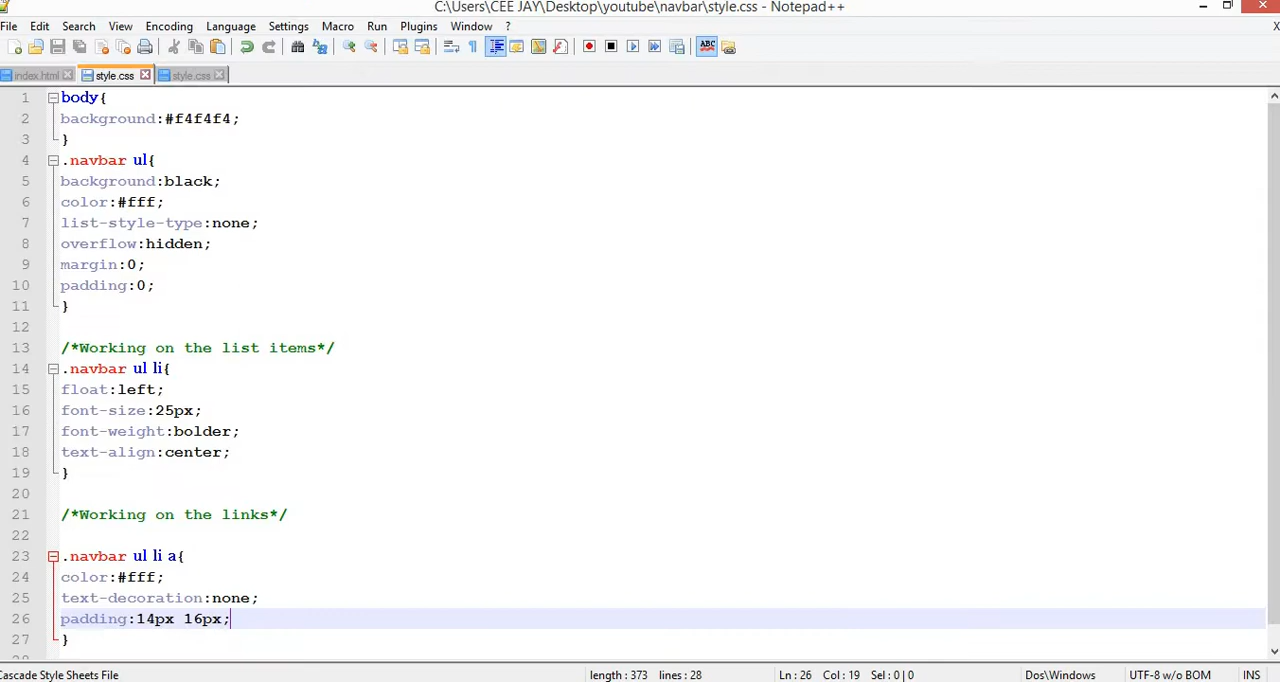 C:\Users\CEE JAY\Desktop\youtube\navbar\style.css - Notepad++
File Edit Search View Encoding Language Settings Macro Run Plugins Window ? X
index.html style.css style.css
1 body{
2 background:#f4f4f4;
3 }
4 .navbar ul{
5 background:black;
6 color:#fff;
7 list-style-type:none;
8 overflow:hidden;
9 margin:0;
10 padding:0;
11 }
12
13 /*Working on the list items*/
14 .navbar ul li{
15 float:left;
16 font-size:25px;
17 font-weight:bolder;
18 text-align:center;
19 }
20
21 /*Working on the links*/
22
23 .navbar ul li a{
24 color:#fff;
25 text-decoration:none;
26 padding:14px 16px;
27 }
28
Cascade Style Sheets File length : 373 lines : 28 Ln : 26 Col : 19 Sel : 0 | 0 Dos\Windows UTF-8 w/o BOM INS